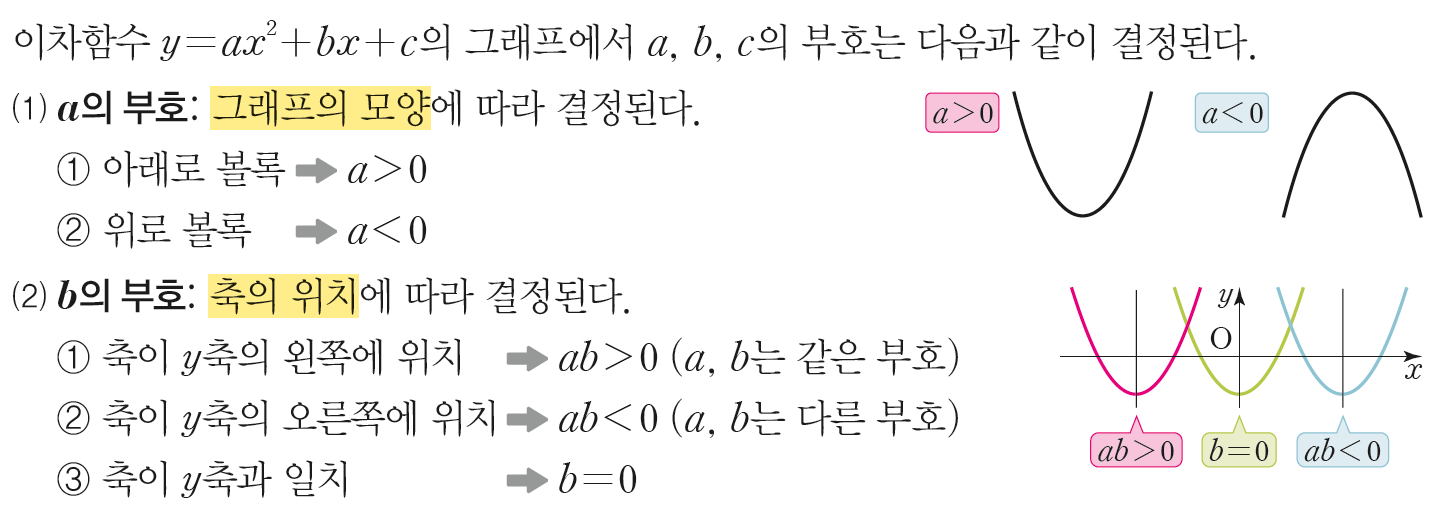 이차함수 y=ax²+bx+c의 그래프에서 a, b, c의 부호는 다음과 같이 결정된다.
(1) a의 부호: 그래프의 모양에 따라 결정된다.
① 아래로 볼록 ➡ a>0
② 위로 볼록 ➡ a<0
a>0
a<0
(2) b의 부호: 축의 위치에 따라 결정된다.
① 축이 y축의 왼쪽에 위치 ➡ ab>0 (a, b는 같은 부호)
② 축이 y축의 오른쪽에 위치 ➡ ab<0 (a, b는 다른 부호)
③ 축이 y축과 일치 ➡ b=0
y
O
x
ab>0
b=0
ab<0